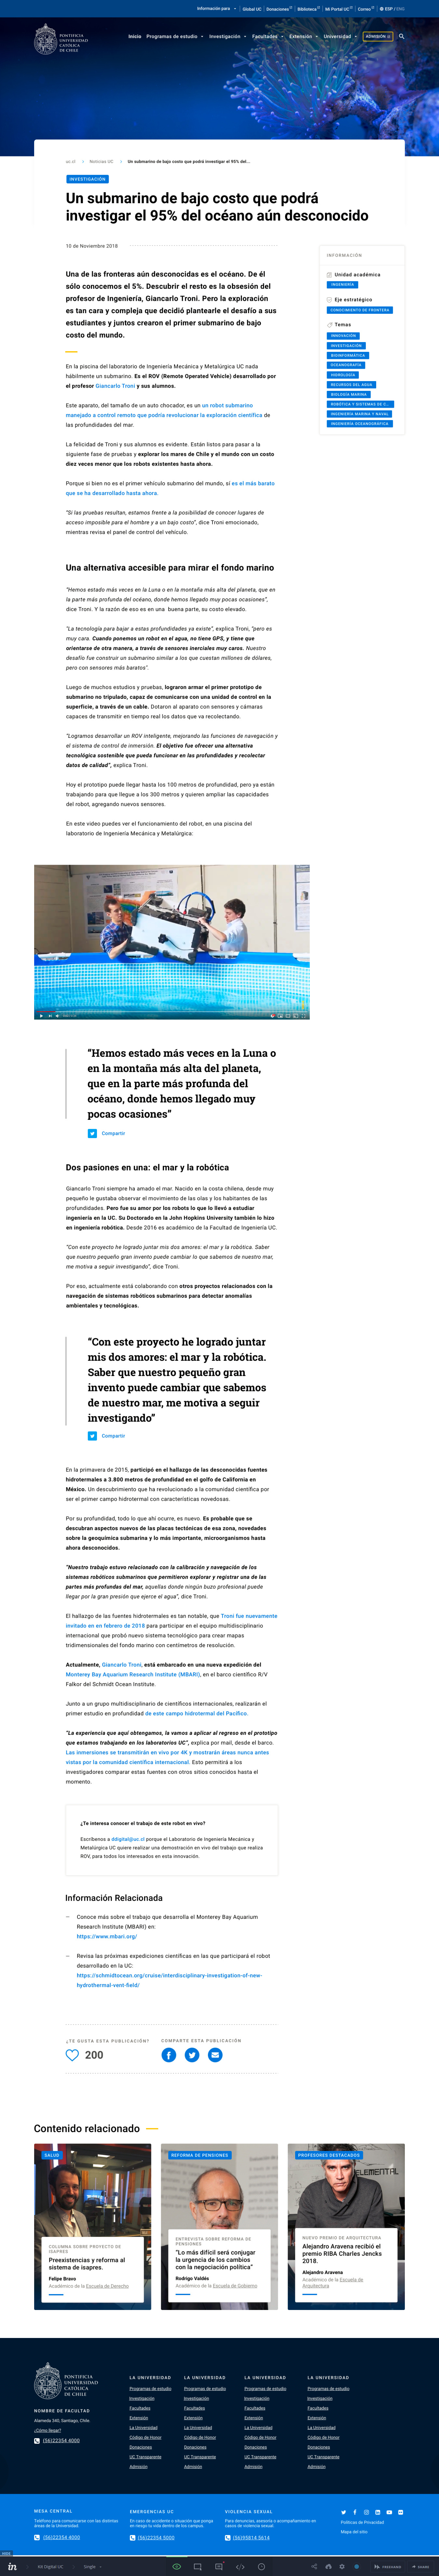 Información para
Global UC
Donaciones
Biblioteca
Mi Portal UC
Correo
ESP / ENG
PONTIFICIA
UNIVERSIDAD
CATÓLICA
DE CHILE
Inicio
Programas de estudio
Investigación
Facultades
Extensión
Universidad
ADMISIÓN
uc.cl
Noticias UC
Un submarino de bajo costo que podrá investigar el 95% del...
INVESTIGACIÓN
Un submarino de bajo costo que podrá
investigar el 95% del océano aún desconocido
10 de Noviembre 2018
Una de las fronteras aún desconocidas es el océano. De él
sólo conocemos el 5%. Descubrir el resto es la obsesión del
profesor de Ingeniería, Giancarlo Troni. Pero la exploración
es tan cara y compleja que decidió plantearle el desafío a sus
estudiantes y juntos crearon el primer submarino de bajo
costo del mundo.
En la piscina del laboratorio de Ingeniería Mecánica y Metalúrgica UC nada
hábilmente un submarino. Es el ROV (Remote Operated Vehicle) desarrollado por
el profesor Giancarlo Troni y sus alumnos.
Este aparato, del tamaño de un auto chocador, es un un robot submarino
manejado a control remoto que podría revolucionar la exploración científica de
las profundidades del mar.
La felicidad de Troni y sus alumnos es evidente. Están listos para pasar a la
siguiente fase de pruebas y explorar los mares de Chile y el mundo con un costo
diez veces menor que los robots existentes hasta ahora.
Porque si bien no es el primer vehículo submarino del mundo, sí es el más barato
que se ha desarrollado hasta ahora.
"Si las pruebas resultan, estamos frente a la posibilidad de conocer lugares de
acceso imposible para el hombre y a un bajo costo", dice Troni emocionado,
mientras revisa el panel de control del vehículo.
Una alternativa accesible para mirar el fondo marino
"Hemos estado más veces en la Luna o en la montaña más alta del planeta, que en
la parte más profunda del océano, donde hemos llegado muy pocas ocasiones",
dice Troni. Y la razón de eso es en una buena parte, su costo elevado.
"La tecnología para bajar a estas profundidades ya existe", explica Troni, "pero es
muy cara. Cuando ponemos un robot en el agua, no tiene GPS, y tiene que
orientarse de otra manera, a través de sensores inerciales muy caros. Nuestro
desafío fue construir un submarino similar a los que cuestan millones de dólares,
pero con sensores más baratos".
Luego de muchos estudios y pruebas, lograron armar el primer prototipo de
submarino no tripulado, capaz de comunicarse con una unidad de control en la
superficie, a través de un cable. Dotaron al aparato con sensores y cámaras
capaces de transmitir en tiempo real los datos que va recolectando.
"Logramos desarrollar un ROV inteligente, mejorando las funciones de navegación y
el sistema de control de inmersión. El objetivo fue ofrecer una alternativa
tecnológica sostenible que pueda funcionar en las profundidades y recolectar
datos de calidad", explica Troni.
Hoy el prototipo puede llegar hasta los 100 metros de profundidad, pero ya están
trabajando para que llegue a los 300 metros y quieren ampliar las capacidades
del robot, agregando nuevos sensores.
En este video puedes ver el funcionamiento del robot, en una piscina del
laboratorio de Ingeniería Mecánica y Metalúrgica:
INFORMACIÓN
Unidad académica
INGENIERÍA
Eje estratégico
CONOCIMIENTO DE FRONTERA
Temas
INNOVACIÓN
INVESTIGACIÓN
BIOINFORMÁTICA
OCEANOGRAFÍA
HIDROLOGÍA
RECURSOS DEL AGUA
BIOLOGÍA MARINA
ROBÓTICA Y SISTEMAS DE C...
INGENIERÍA MARINA Y NAVAL
INGENIERÍA OCEANOGRÁFICA
“Hemos estado más veces en la Luna o
en la montaña más alta del planeta,
que en la parte más profunda del
océano, donde hemos llegado muy
pocas ocasiones”
Compartir
Dos pasiones en una: el mar y la robótica
Giancarlo Troni siempre ha amado el mar. Nacido en la costa chilena, desde muy
pequeño le gustaba observar el movimiento de las olas y los habitantes de las
profundidades. Pero fue su amor por los robots lo que lo llevó a estudiar
ingeniería en la UC. Su Doctorado en la John Hopkins University también lo hizo
en ingeniería robótica. Desde 2016 es académico de la Facultad de Ingeniería UC.
"Con este proyecto he logrado juntar mis dos amores: el mar y la robótica. Saber
que nuestro pequeño gran invento puede cambiar lo que sabemos de nuestro mar,
me motiva a seguir investigando", dice Troni.
Por eso, actualmente está colaborando con otros proyectos relacionados con la
navegación de sistemas robóticos submarinos para detectar anomalías
ambientales y tectónicas.
“Con este proyecto he logrado juntar
mis dos amores: el mar y la robótica.
Saber que nuestro pequeño gran
invento puede cambiar que sabemos
de nuestro mar, me motiva a seguir
investigando”
Compartir
En la primavera de 2015, participó en el hallazgo de las desconocidas fuentes
hidrotermales a 3.800 metros de profundidad en el golfo de California en
México. Un descubrimiento que ha revolucionado a la comunidad científica por
ser el primer campo hidrotermal con características novedosas.
Por su profundidad, todo lo que ahí ocurre, es nuevo. Es probable que se
descubran aspectos nuevos de las placas tectónicas de esa zona, novedades
sobre la geoquímica submarina y lo más importante, microorganismos hasta
ahora desconocidos.
"Nuestro trabajo estuvo relacionado con la calibración y navegación de los
sistemas robóticos submarinos que permitieron explorar y registrar una de las
partes más profundas del mar, aquellas donde ningún otro profesional puede
llegar por la gran presión que ejerce el agua", dice Troni.
El hallazgo de las fuentes hidrotermales es tan notable, que Troni fue nuevamente
invitado en en febrero de 2018 para participar en el equipo multidisciplinario
internacional que probó nuevo sistema tecnológico para crear mapas
tridimensionales del fondo marino con centímetros de resolución.
Actualmente, Giancarlo Troni, está embarcado en una nueva expedición del
Monterey Bay Aquarium Research Institute (MBARI), en el barco científico R/V
Falkor del Schmidt Ocean Institute.
Junto a un grupo multidisciplinario de científicos internacionales, realizarán el
primer estudio en profundidad de este campo hidrotermal del Pacífico.
"La experiencia que aquí obtengamos, la vamos a aplicar de regreso en el prototipo
que estamos trabajando en los laboratorios UC", explica por mail, desde el barco.
Las inmersiones se transmitirán en vivo por 4K y mostrarán áreas nunca antes
vistas por la comunidad científica internacional. Esto permitirá a los
investigadores comparar estas fuentes con otros sitios conocidos hasta el
momento.
¿Te interesa conocer el trabajo de este robot en vivo?
Escríbenos a ddigital@uc.cl porque el Laboratorio de Ingeniería Mecánica y
Metalúrgica UC quiere realizar una demostración en vivo del trabajo que realiza
ROV, para todos los interesados en esta innovación.
Información Relacionada
Conoce más sobre el trabajo que desarrolla el Monterey Bay Aquarium
Research Institute (MBARI) en:
https://www.mbari.org/
Revisa las próximas expediciones científicas en las que participará el robot
desarrollado en la UC:
https://schmidtocean.org/cruise/interdisciplinary-investigation-of-new-
hydrothermal-vent-field/
¿TE GUSTA ESTA PUBLICACIÓN?
200
COMPARTE ESTA PUBLICACIÓN
Contenido relacionado
SALUD
COLUMNA SOBRE PROYECTO DE
ISAPRES
Preexistencias y reforma al
sistema de isapres.
Felipe Bravo
Académico de la Escuela de Derecho
REFORMA DE PENSIONES
ENTREVISTA SOBRE REFORMA DE
PENSIONES
“Lo más difícil será conjugar
la urgencia de los cambios
con la negociación política”
Rodrigo Valdés
Académico de la Escuela de Gobierno
PROFESORES DESTACADOS
ELEMENTAL
NUEVO PREMIO DE ARQUITECTURA
Alejandro Aravena recibió el
premio RIBA Charles Jencks
2018.
Alejandro Aravena
Académico de la Escuela de
Arquitectura
PONTIFICIA
UNIVERSIDAD
CATÓLICA
DE CHILE
NOMBRE DE FACULTAD
Alameda 340, Santiago, Chile.
¿Cómo llegar?
(56)22354 4000
LA UNIVERSIDAD
Programas de estudio
Investigación
Facultades
Extensión
La Universidad
Código de Honor
Donaciones
UC Transparente
Admisión
LA UNIVERSIDAD
Programas de estudio
Investigación
Facultades
Extensión
La Universidad
Código de Honor
Donaciones
UC Transparente
Admisión
LA UNIVERSIDAD
Programas de estudio
Investigación
Facultades
Extensión
La Universidad
Código de Honor
Donaciones
UC Transparente
Admisión
LA UNIVERSIDAD
Programas de estudio
Investigación
Facultades
Extensión
La Universidad
Código de Honor
Donaciones
UC Transparente
Admisión
MESA CENTRAL
Teléfono para comunicarse con las distintas
áreas de la Universidad
(56)22354 4000
EMERGENCIAS UC
En caso de accidente o situación que ponga
en riesgo tu vida dentro de los campus
(56)22354 5000
VIOLENCIA SEXUAL
Para denuncias, asesoría o acompañamiento en
casos de violencia sexual.
(56)95814 5614
Políticas de Privacidad
Mapa del sitio
HIDE
in
Kit Digital UC
Single
SHARE